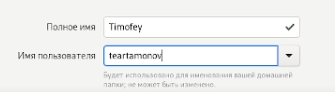 Полное имя Timofey
Имя пользователя teartamonov
Будет использовано для именования вашей домашней
папки; не может быть изменено.